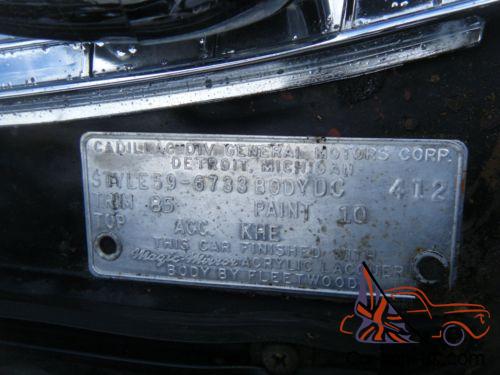 CADILLAC DIV GENERAL MOTORS CORP.
DETROIT, MICHIGAN
STYLE 59-6733 BODY DC 412
TRIM 85 PAINT 10
TOP ACC. KHE
THIS CAR FINISHED WITH
Magic-Mirror ACRYLIC LACQUER
BODY BY FLEETWOOD